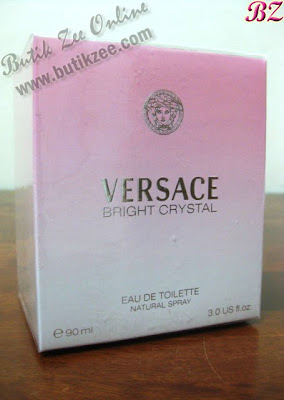 Butik Zee Online
www.butikzee.com
BZ
VERSACE
BRIGHT CRYSTAL
EAU DE TOILETTE
NATURAL SPRAY
e 90 ml
3.0 US fl.oz